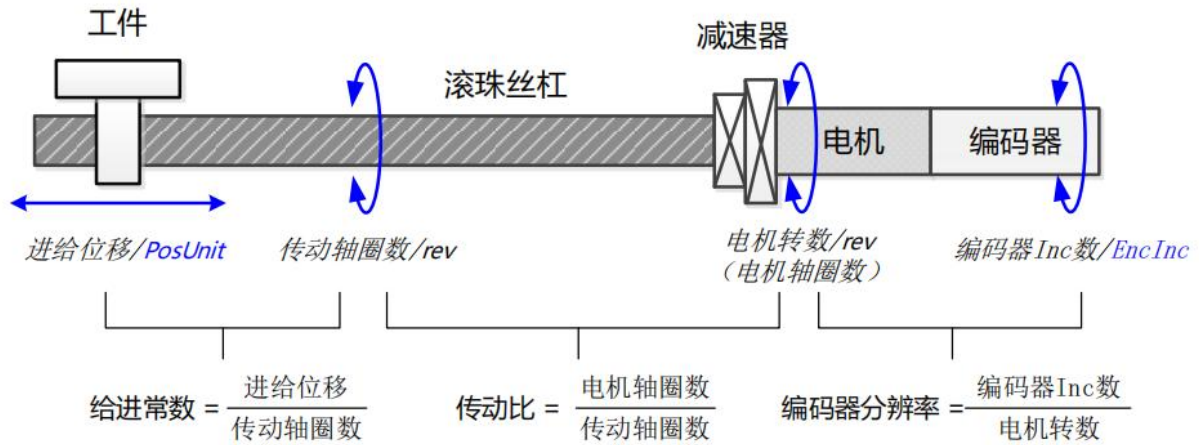 工件
减速器
滚珠丝杠
电机
编码器
进给位移/PosUnit
传动轴圈数/rev
电机转数/rev
（电机轴圈数）
编码器Inc数/EncInc
给进常数 = 进给位移
传动轴圈数
传动比 = 电机轴圈数
传动轴圈数
编码器分辨率 = 编码器Inc数
电机转数